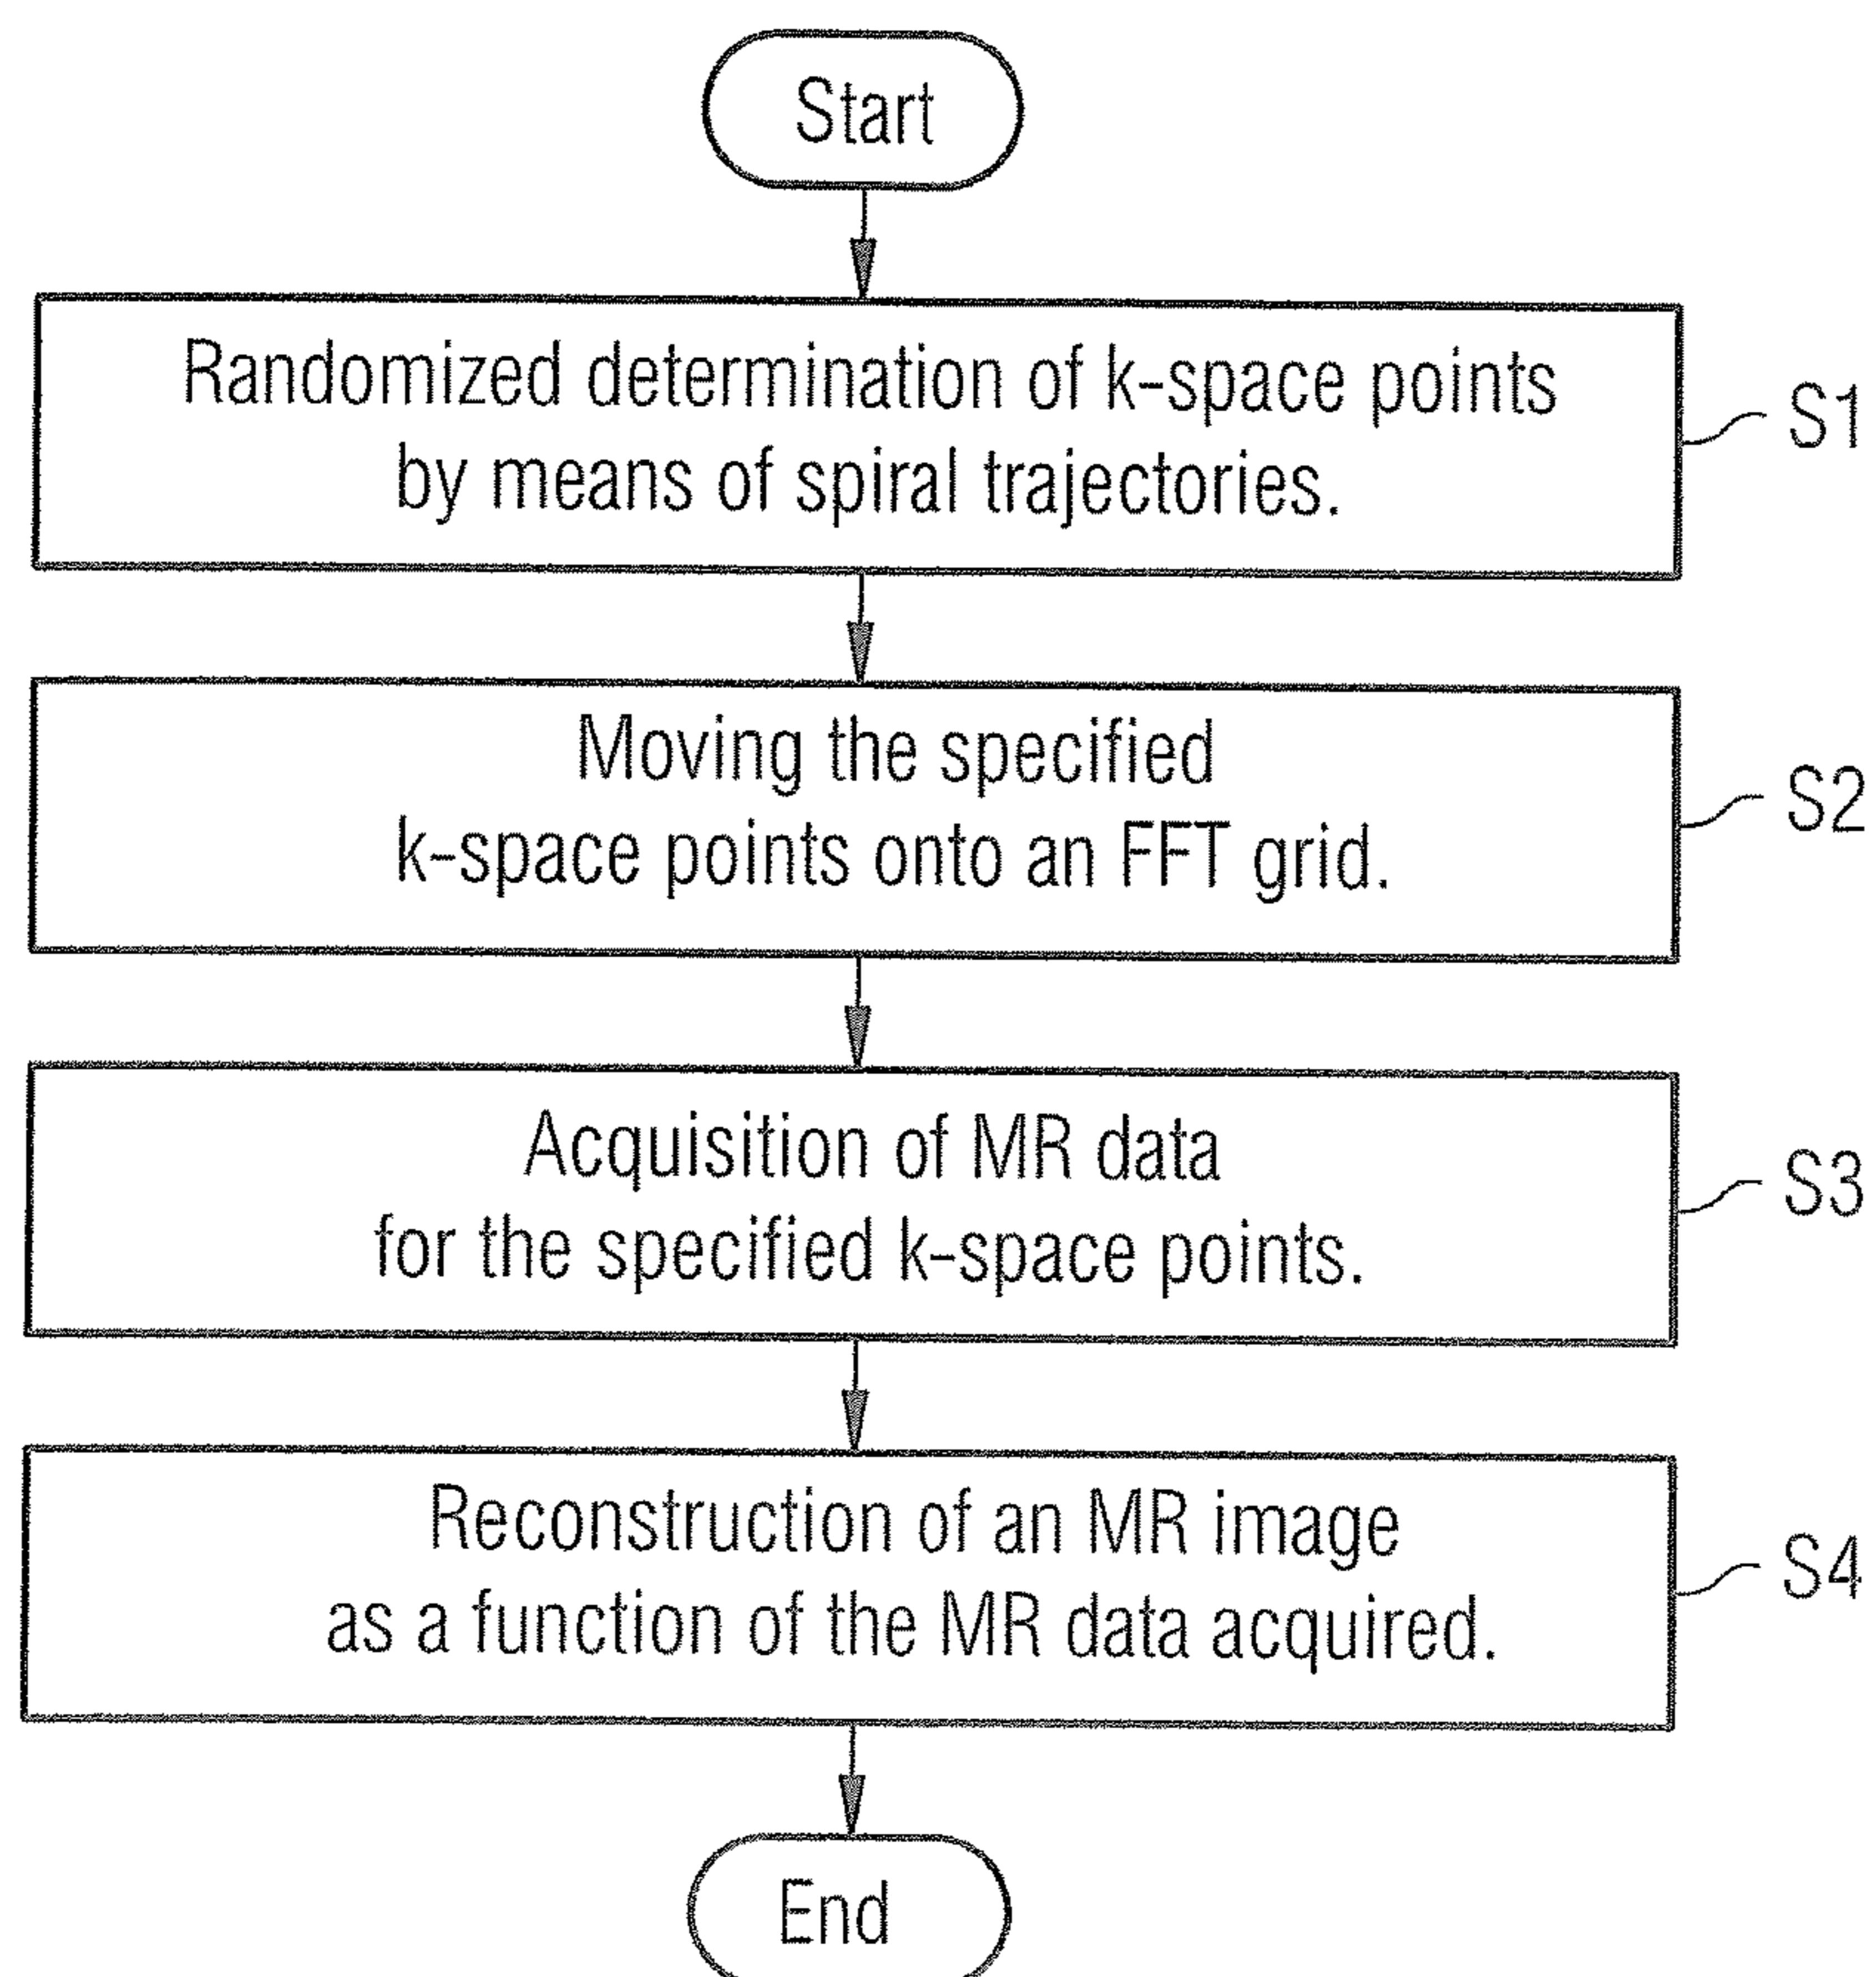 Start
Randomized determination of k-space points
by means of spiral trajectories.
S1
Moving the specified
k-space points onto an FFT grid.
S2
Acquisition of MR data
for the specified k-space points.
S3
Reconstruction of an MR image
as a function of the MR data acquired.
S4
End